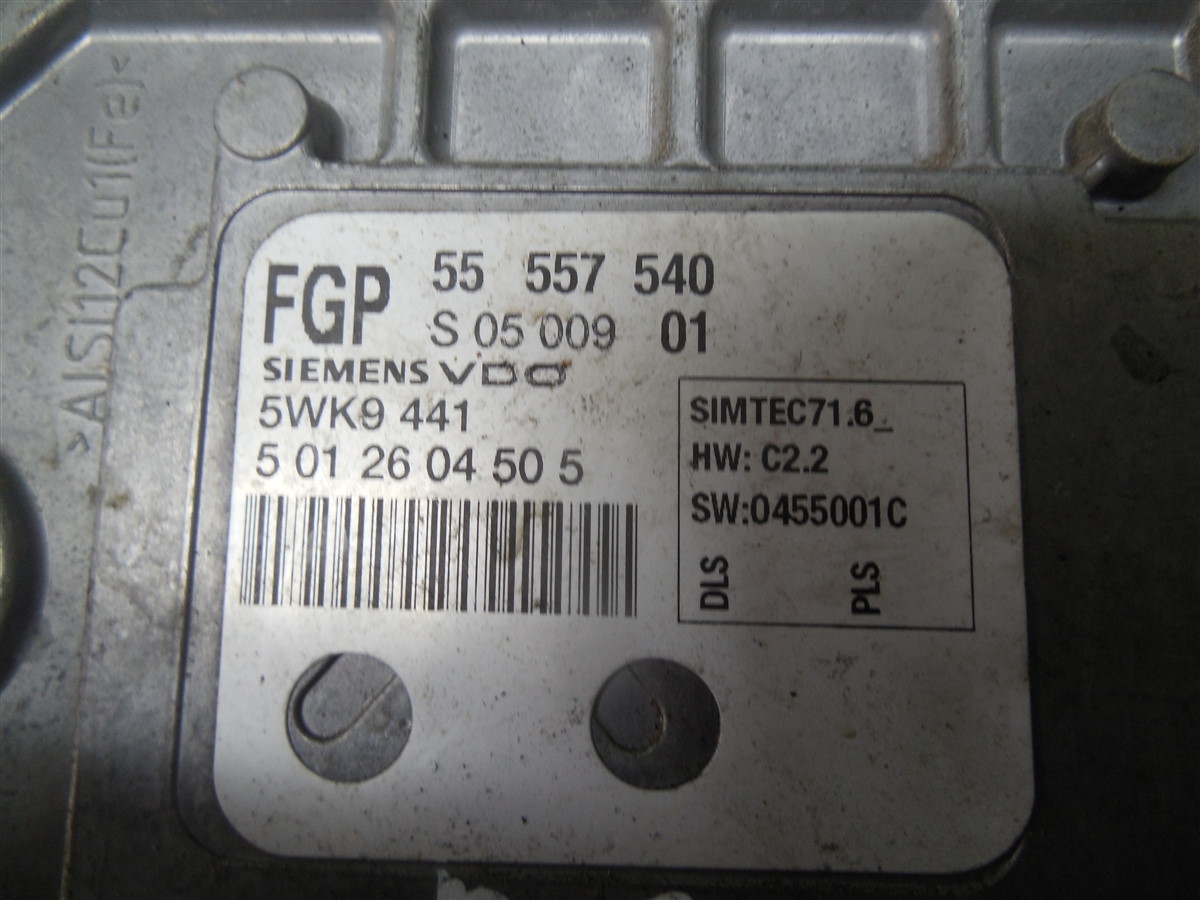 >AlSi12Cu1(Fe)<
FGP 55 557 540
S 05 009 01
SIEMENS VDO
5WK9 441
5 01 26 04 50 5
SIMTEC71.6_
HW: C2.2
SW:0455001C
DLS PLS